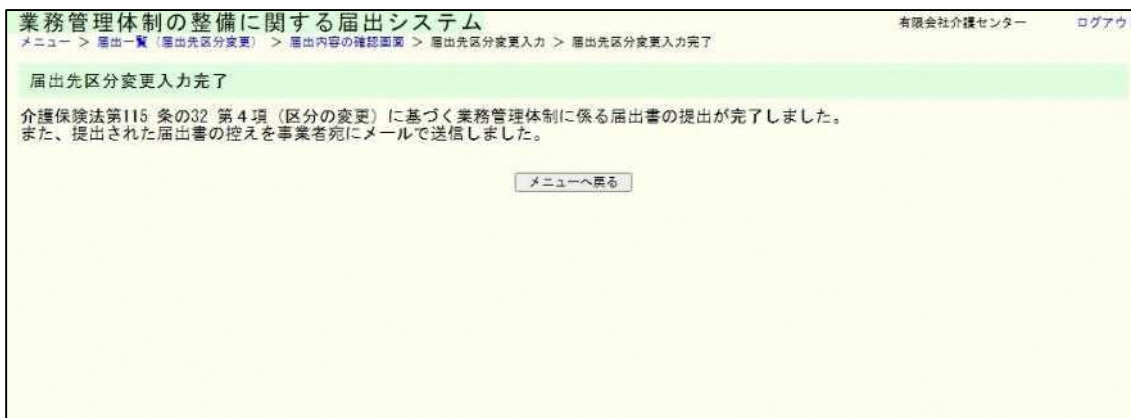 業務管理体制の整備に関する届出システム
有限会社介護センター ログアウ
メニュー > 届出一覧（届出先区分変更） > 届出内容の確認画面 > 届出先区分変更入力 > 届出先区分変更入力完了
届出先区分変更入力完了
介護保険法第115 条の32 第４項（区分の変更）に基づく業務管理体制に係る届出書の提出が完了しました。
また、提出された届出書の控えを事業者宛にメールで送信しました。
メニューへ戻る